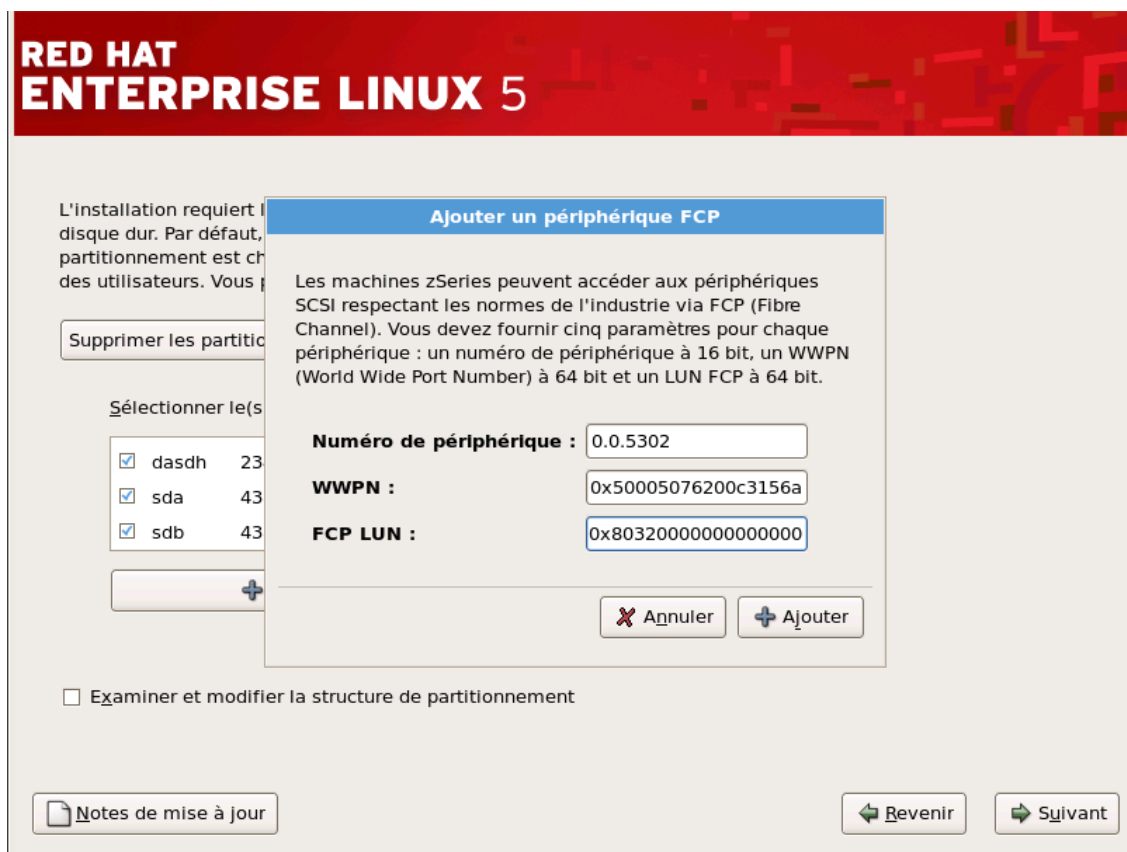 RED HAT
ENTERPRISE LINUX 5
L'installation requiert l
disque dur. Par défaut,
partitionnement est ch
des utilisateurs. Vous p
Supprimer les partitio
Sélectionner le(s
dasdh 23
sda 43
sdb 43
Ajouter un périphérique FCP
Les machines zSeries peuvent accéder aux périphériques
SCSI respectant les normes de l'industrie via FCP (Fibre
Channel). Vous devez fournir cinq paramètres pour chaque
périphérique : un numéro de périphérique à 16 bit, un WWPN
(World Wide Port Number) à 64 bit et un LUN FCP à 64 bit.
Numéro de périphérique : 0.0.5302
WWPN : 0x50005076200c3156a
FCP LUN : 0x80320000000000000
Annuler Ajouter
Examiner et modifier la structure de partitionnement
Notes de mise à jour Revenir Suivant